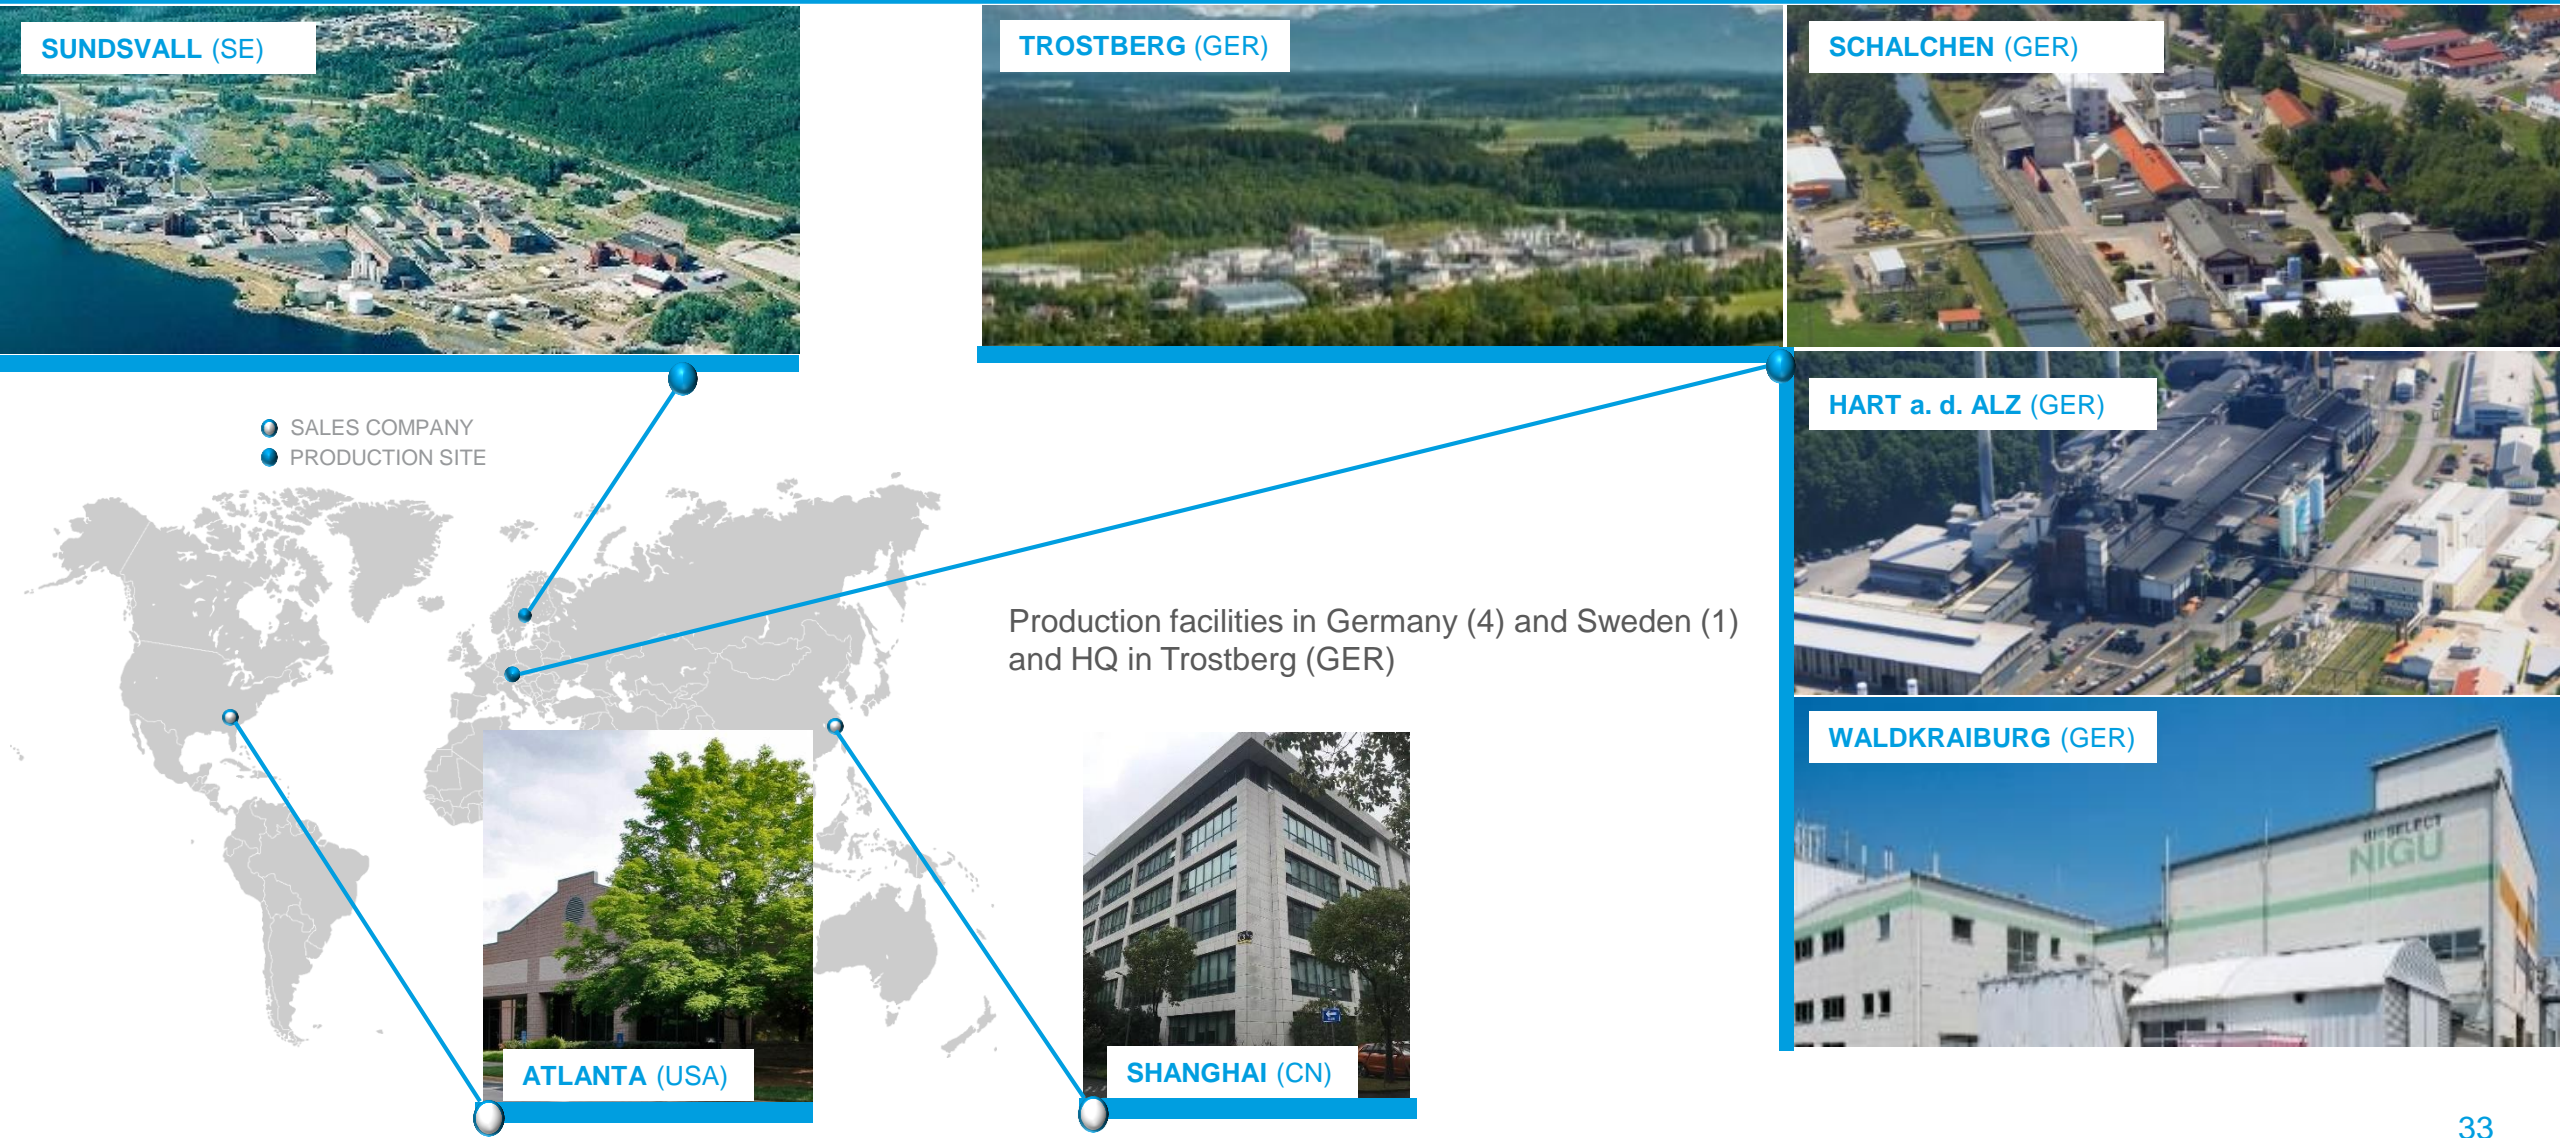 SUNDSVALL (SE)
TROSTBERG (GER)
SCHALCHEN (GER)
SALES COMPANY
PRODUCTION SITE
HART a. d. ALZ (GER)
Production facilities in Germany (4) and Sweden (1)
and HQ in Trostberg (GER)
WALDKRAIBURG (GER)
NIGU
ATLANTA (USA)
SHANGHAI (CN)
33